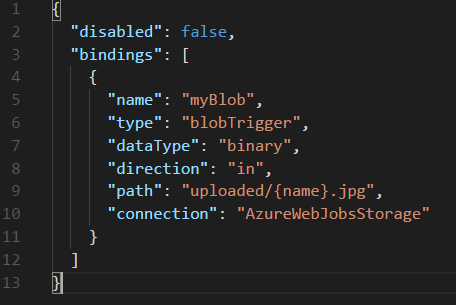 1 {
2 "disabled": false,
3 "bindings": [
4 {
5 "name": "myBlob",
6 "type": "blobTrigger",
7 "dataType": "binary",
8 "direction": "in",
9 "path": "uploaded/{name}.jpg",
10 "connection": "AzureWebJobsStorage"
11 }
12 ]
13 }